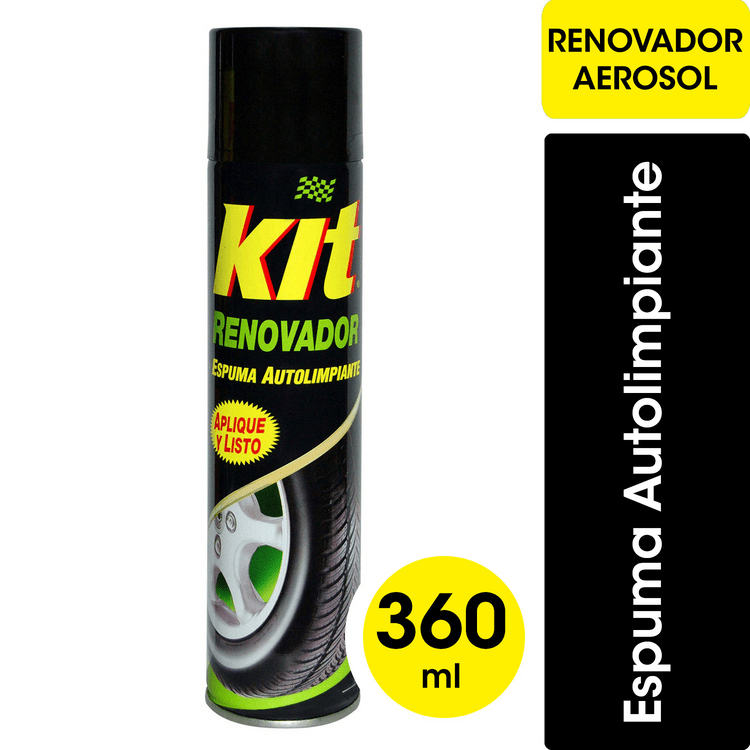 RENOVADOR
AEROSOL
Kit
RENOVADOR
ESPUMA AUTOLIMPIANTE
APLIQUE
Y LISTO
360
ml
Espuma Autolimpiante